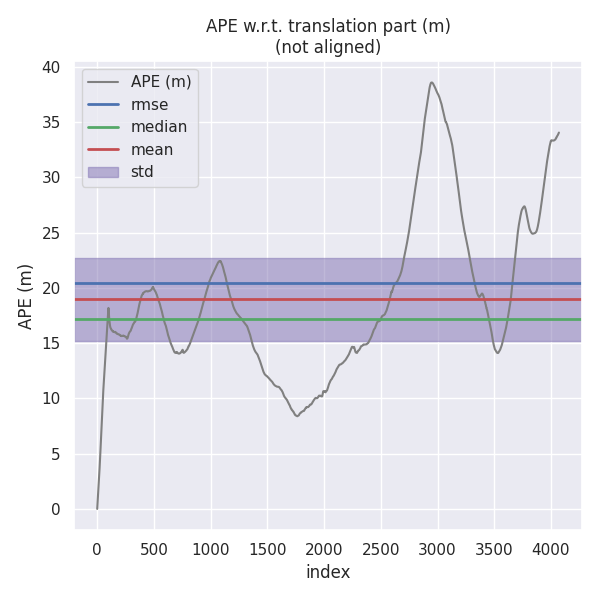 APE w.r.t. translation part (m)
(not aligned)
APE (m)
rmse
median
mean
std
APE (m)
40
35
30
25
20
15
10
5
0
0 500 1000 1500 2000 2500 3000 3500 4000
index